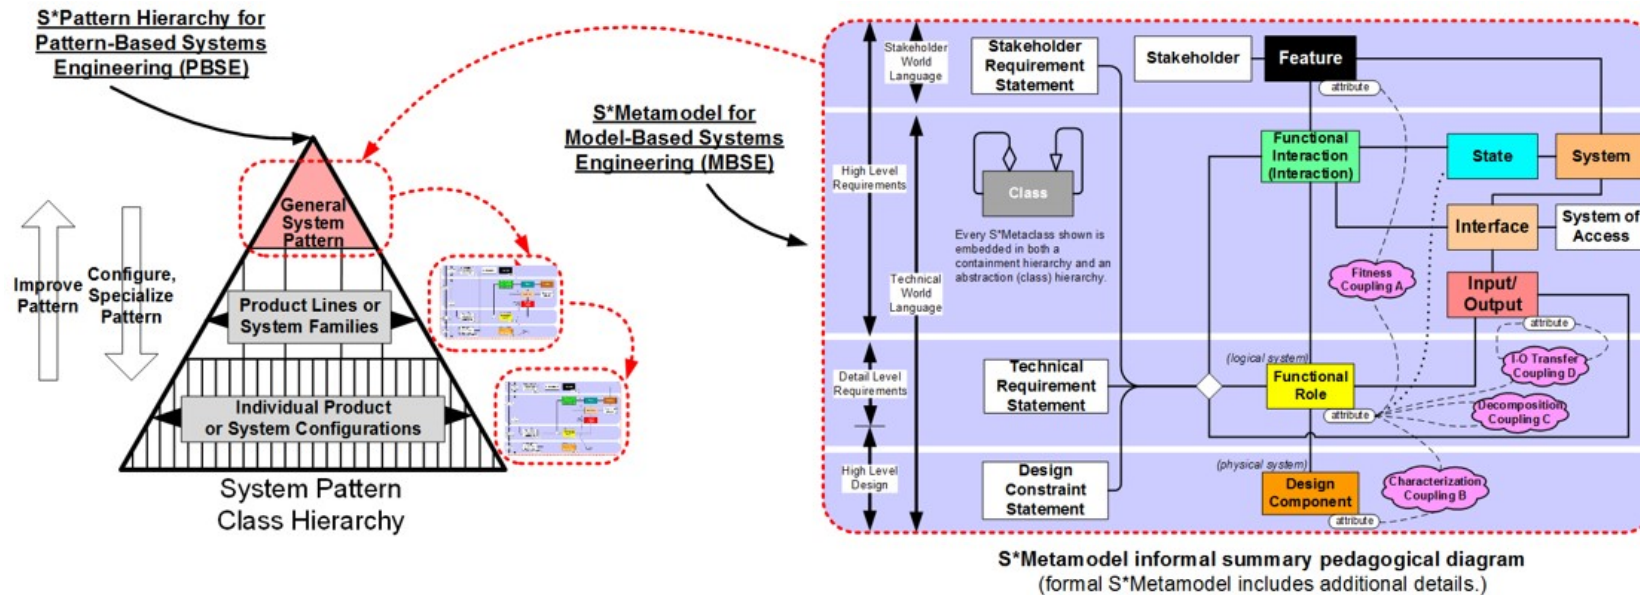 S*Pattern Hierarchy for
Pattern-Based Systems
Engineering (PBSE)
General
System
Pattern
Improve
Pattern
Configure,
Specialize
Pattern
Product Lines or
System Families
Individual Product
or System Configurations
System Pattern
Class Hierarchy
S*Metamodel for
Model-Based Systems
Engineering (MBSE)
Stakeholder
World
Language
High Level
Requirements
Technical
World
Language
Detail Level
Requirements
High Level
Design
Stakeholder
Requirement
Statement
Stakeholder
Feature
attribute
Class
Every S*Metaclass shown is
embedded in both a
containment hierarchy and an
abstraction (class) hierarchy.
Functional
Interaction
(Interaction)
State
System
Interface
System of
Access
Fitness
Coupling A
Input/
Output
attribute
Technical
Requirement
Statement
(logical system)
Functional
Role
attribute
I-O Transfer
Coupling D
Decomposition
Coupling C
Design
Constraint
Statement
(physical system)
Design
Component
attribute
Characterization
Coupling B
S*Metamodel informal summary pedagogical diagram
(formal S*Metamodel includes additional details.)